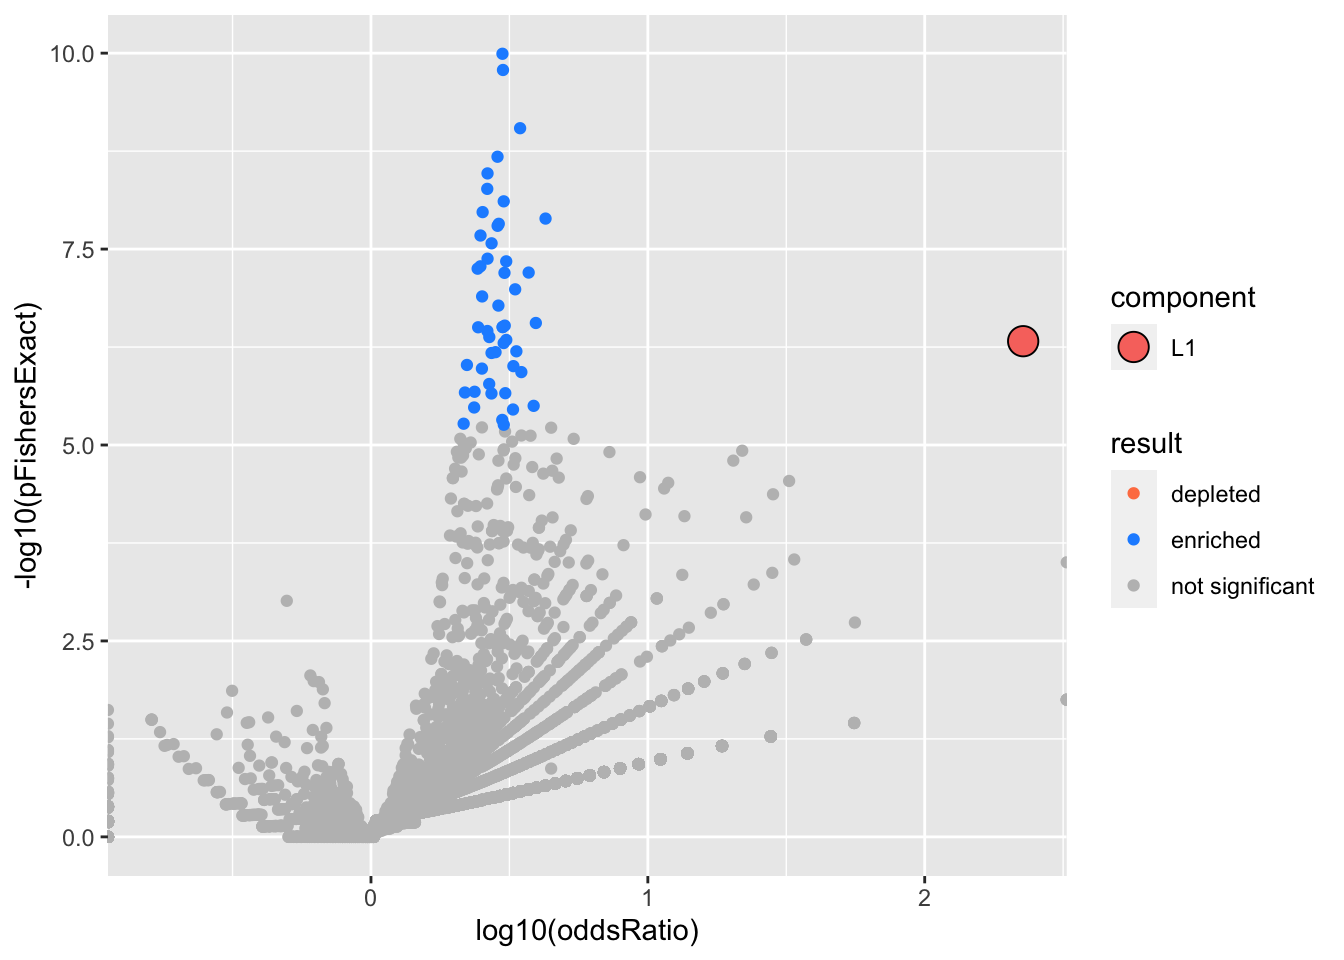 10.0
7.5
5.0
2.5
0.0
-log10(pFishersExact)
0
1
2
log10(oddsRatio)
component
L1
result
depleted
enriched
not significant